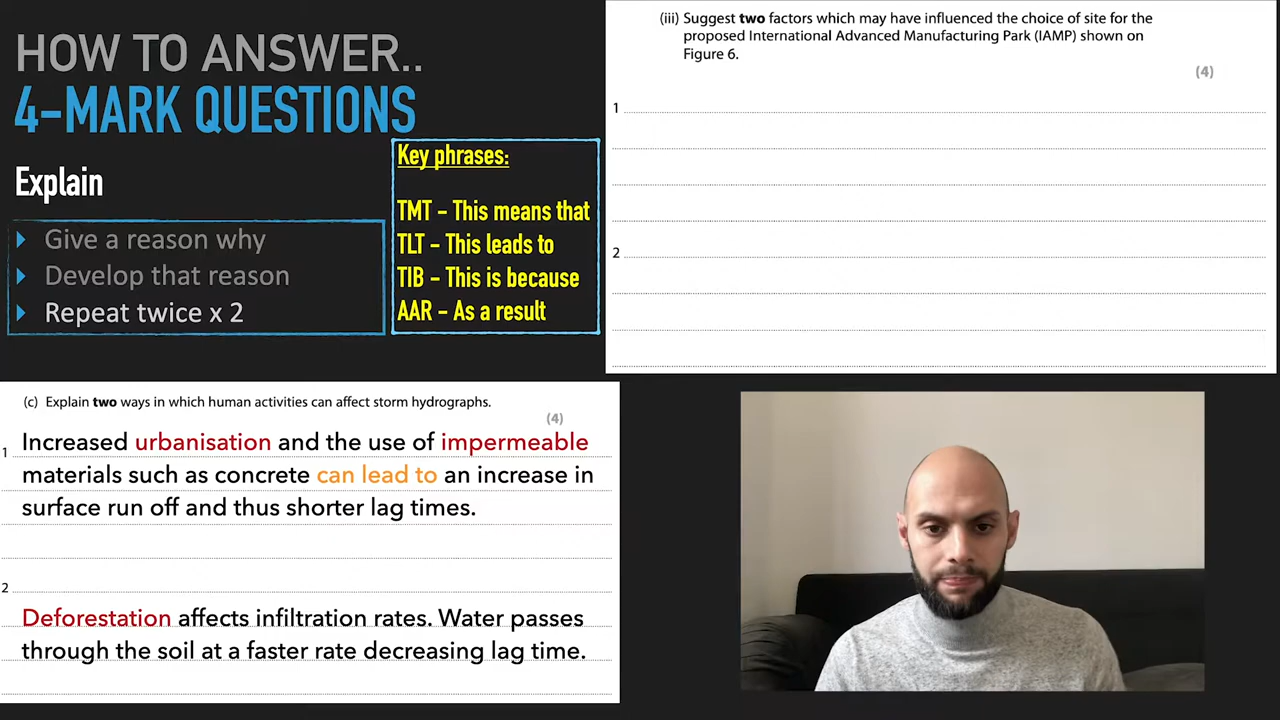 HOW TO ANSWER..
4-MARK QUESTIONS
Explain
Give a reason why
Develop that reason
Repeat twice x 2
Key phrases:
TMT – This means that
TLT – This leads to
TIB – This is because
AAR – As a result
(iii) Suggest two factors which may have influenced the choice of site for the
proposed International Advanced Manufacturing Park (IAMP) shown on
Figure 6.
(4)
1
2
(c) Explain two ways in which human activities can affect storm hydrographs.
(4)
1 Increased urbanisation and the use of impermeable
materials such as concrete can lead to an increase in
surface run off and thus shorter lag times.
2
Deforestation affects infiltration rates. Water passes
through the soil at a faster rate decreasing lag time.